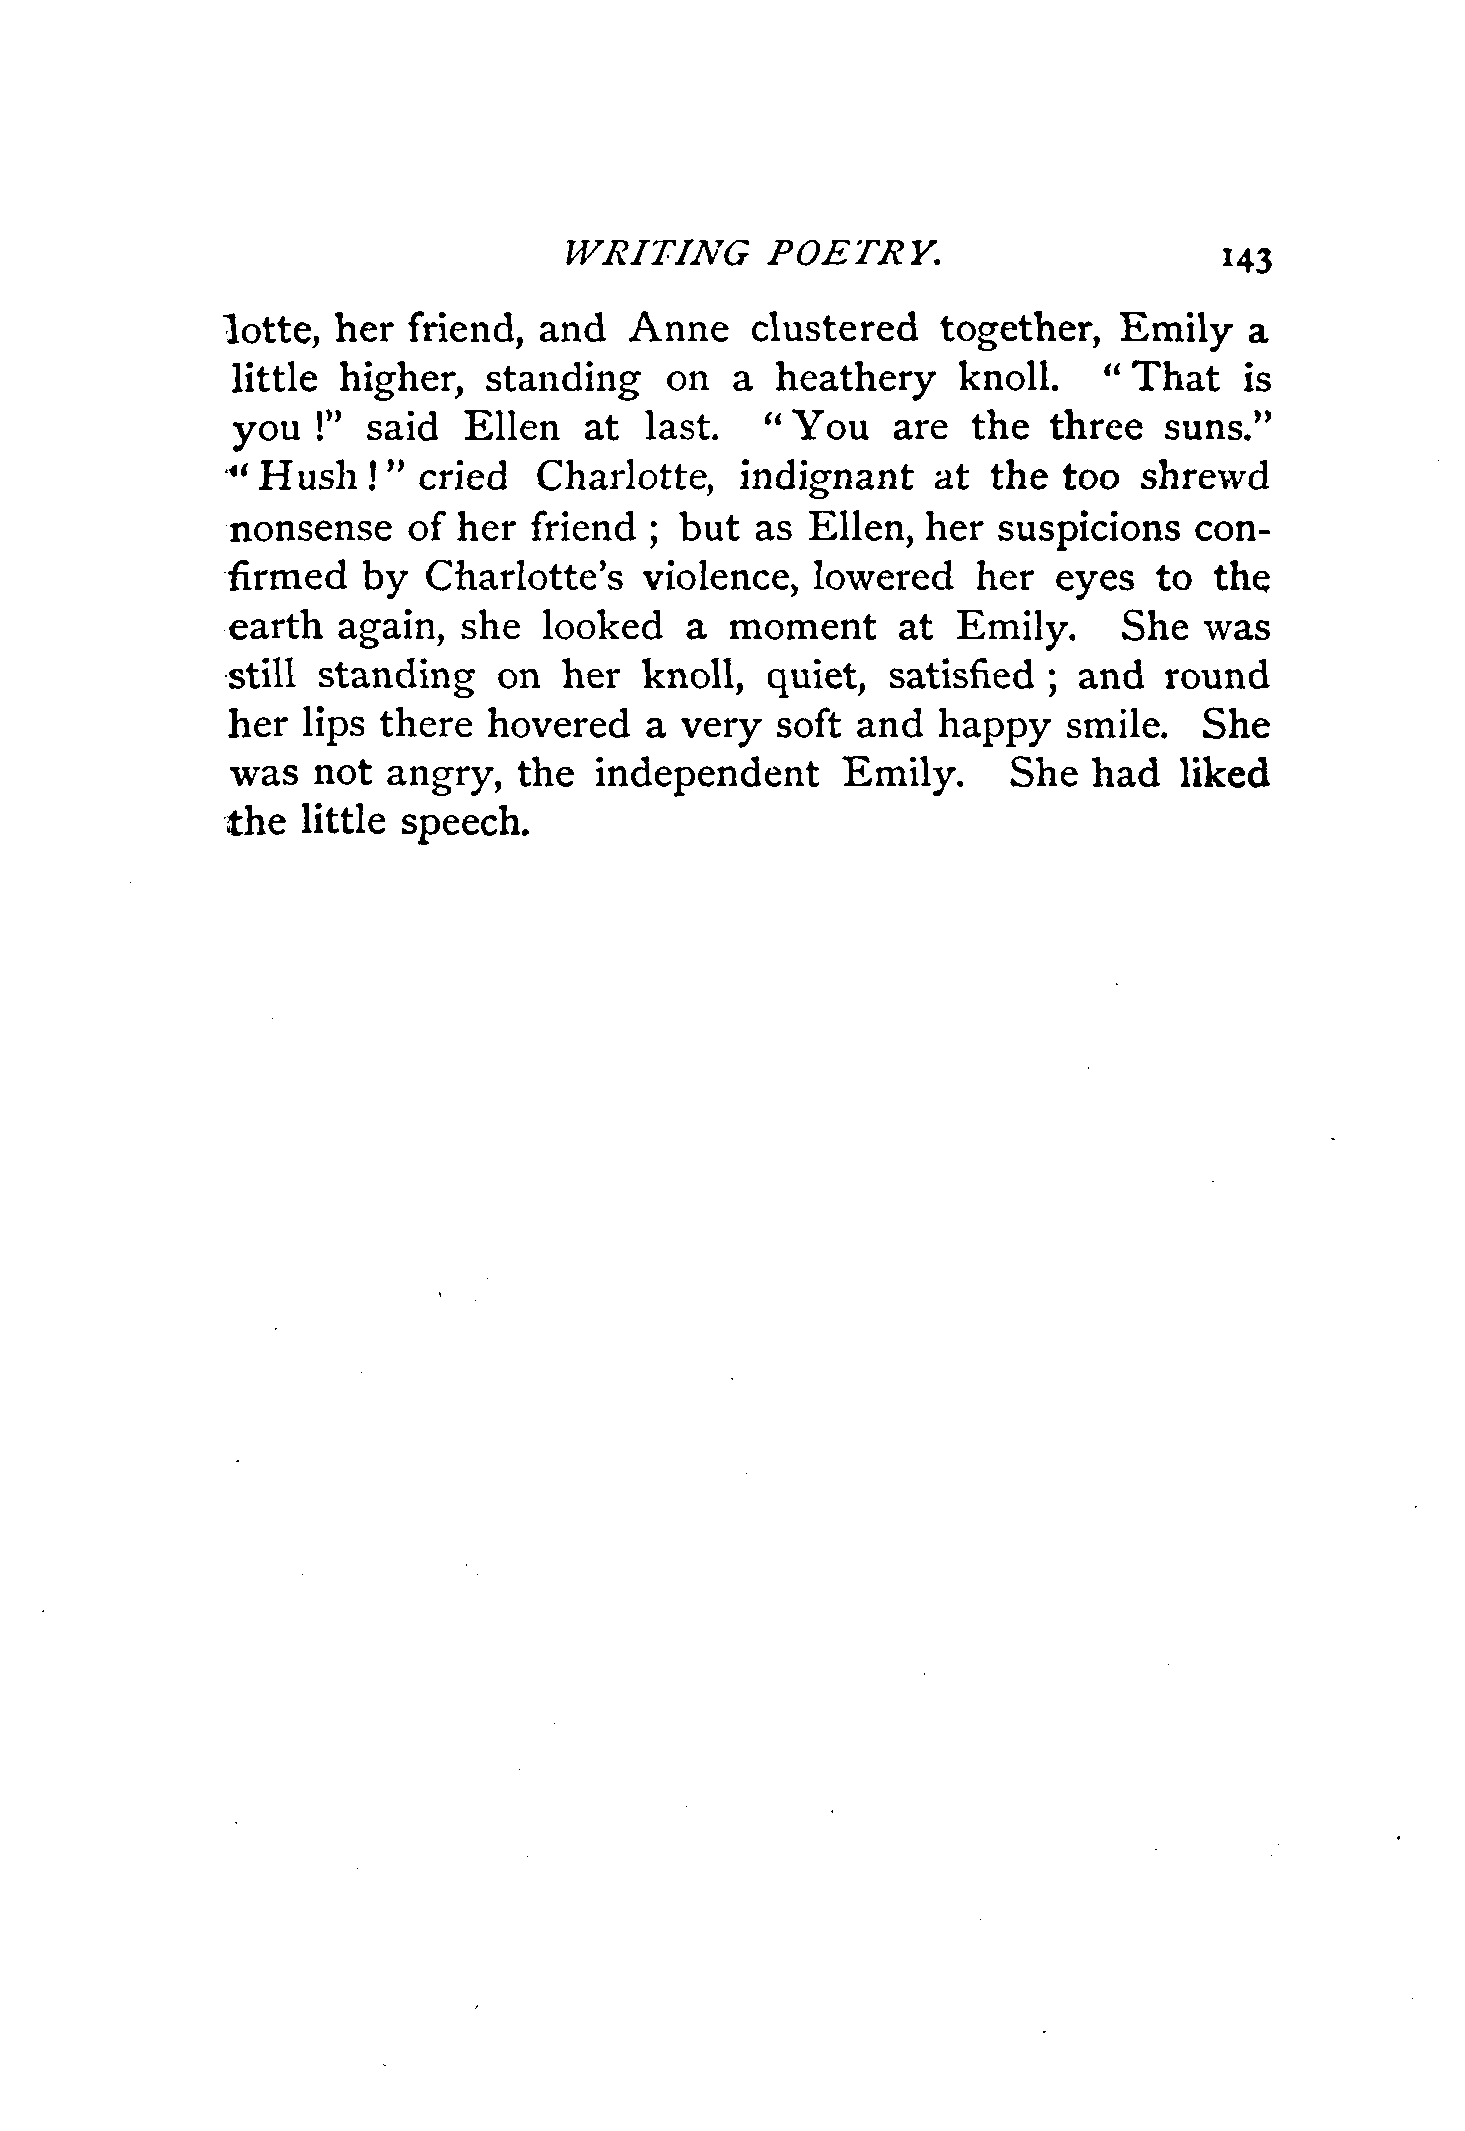 WRITING POETRY. 143
lotte, her friend, and Anne clustered together, Emily a
little higher, standing on a heathery knoll. “ That is
you !” said Ellen at last. “ You are the three suns.”
“ Hush ! ” cried Charlotte, indignant at the too shrewd
nonsense of her friend ; but as Ellen, her suspicions con-
firmed by Charlotte’s violence, lowered her eyes to the
earth again, she looked a moment at Emily. She was
still standing on her knoll, quiet, satisfied ; and round
her lips there hovered a very soft and happy smile. She
was not angry, the independent Emily. She had liked
the little speech.